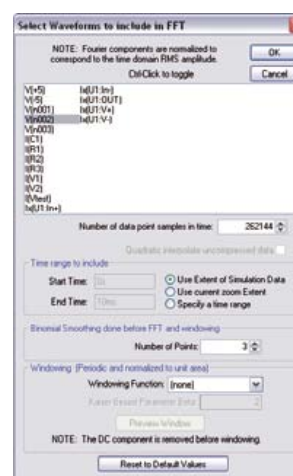 Select Waveforms to include in FFT
NOTE: Fourier components are normalized to
correspond to the time domain RMS amplitude.
Ctrl-Click to toggle
OK
Cancel
V(+5) Ix(U1:In-)
V(-5) Ix(U1:OUT)
V(n001) Ix(U1:V+)
V(n002) Ix(U1:V-)
V(n003)
I(C1)
I(R1)
I(R2)
I(R3)
I(V1)
I(V2)
I(Vtest)
Ix(U1:In+)
Number of data point samples in time: 262144
Quadratic interpolate uncompressed data
Time range to include
Start Time: 0s
End Time: 10ms
Use Extent of Simulation Data
Use current zoom Extent
Specify a time range
Binomial Smoothing done before FFT and windowing
Number of Points: 3
Windowing (Periodic and normalized to unit area)
Windowing Function: (none)
Kaiser-Bessel Parameter Beta: 2
Preview Window
NOTE: The DC component is removed before windowing.
Reset to Default Values